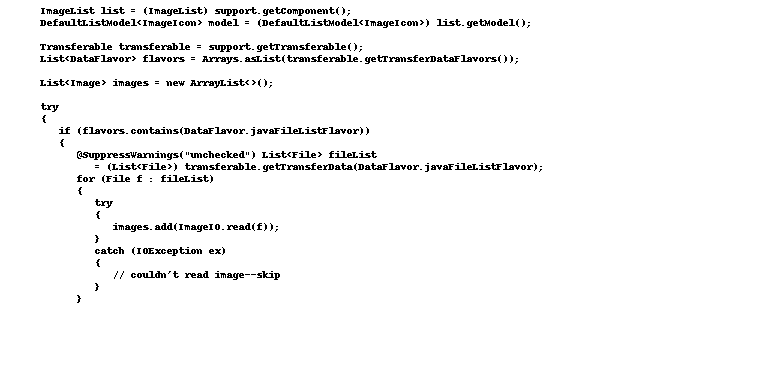 ImageList list = (ImageList) support.getComponent();
DefaultListModel<ImageIcon> model = (DefaultListModel<ImageIcon>) list.getModel();
Transferable transferable = support.getTransferable();
List<DataFlavor> flavors = Arrays.asList(transferable.getTransferDataFlavors());
List<Image> images = new ArrayList<>();
try
{
if (flavors.contains(DataFlavor.javaFileListFlavor))
{
@SuppressWarnings("unchecked") List<File> fileList
= (List<File>) transferable.getTransferData(DataFlavor.javaFileListFlavor);
for (File f : fileList)
{
try
{
images.add(ImageIO.read(f));
}
catch (IOException ex)
{
// couldn't read image--skip
}
}